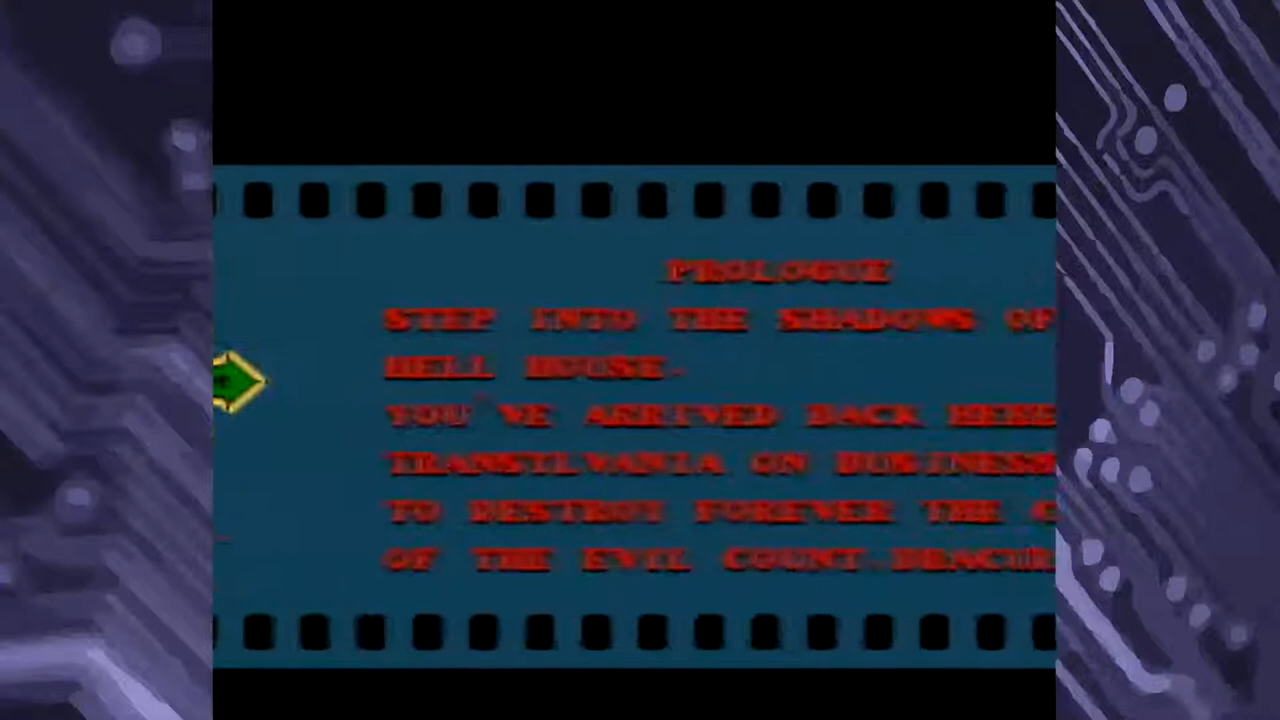 PROLOGUE
STEP INTO THE SHADOWS OF
HELL HOUSE.
YOU'VE ARRIVED BACK HERE
TRANSYLVANIA ON BUSINESS
TO DESTROY FOREVER THE
OF THE EVIL COUNT.DRACU